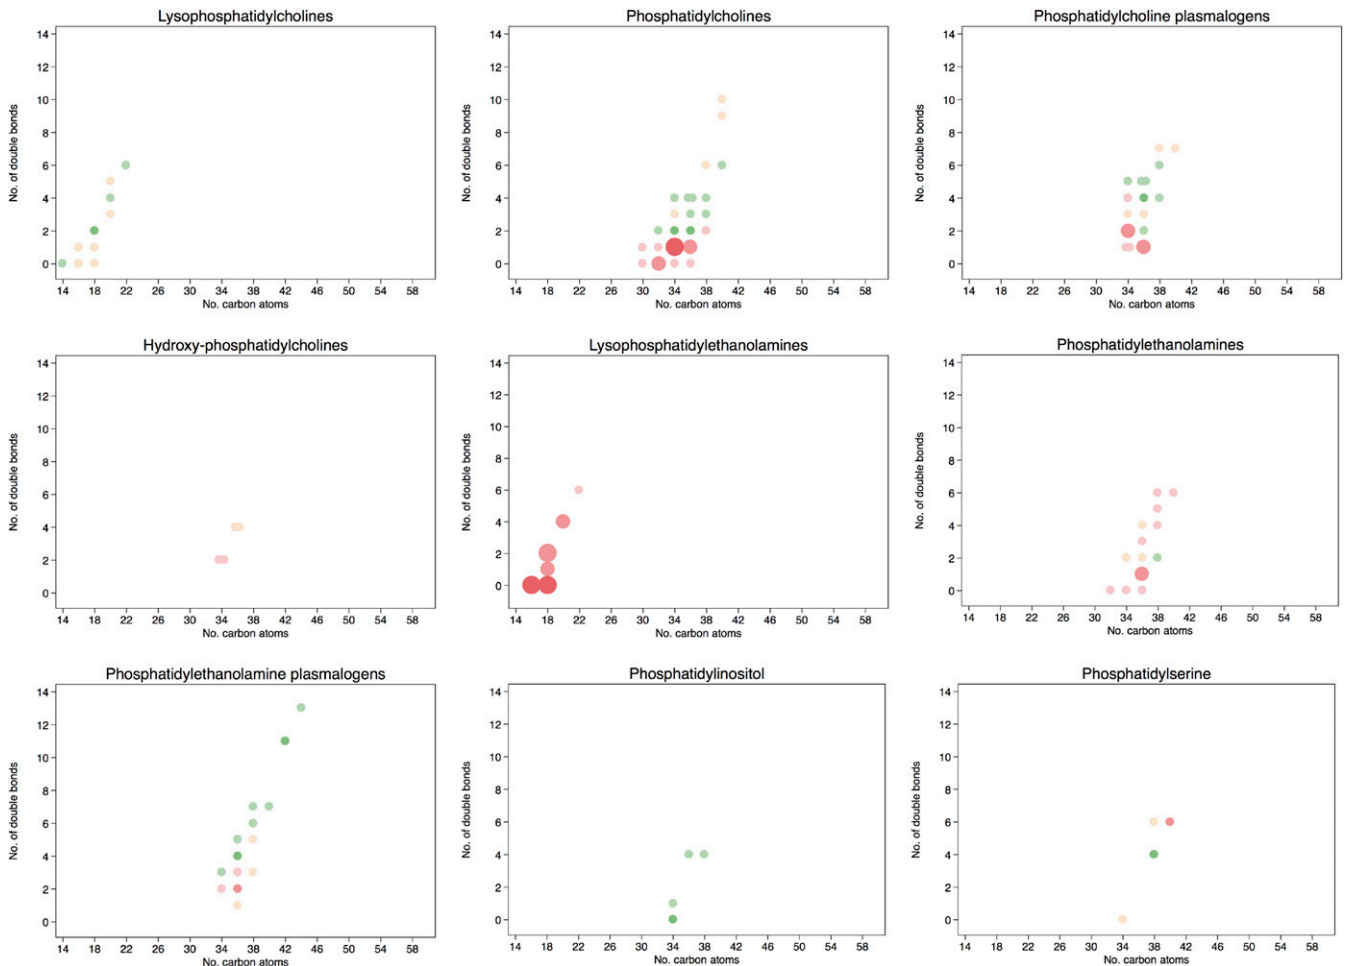 Lysophosphatidylcholines
No. of double bonds
14
12
10
8
6
4
2
0
14 18 22 26 30 34 38 42 46 50 54 58
No. carbon atoms
Phosphatidylcholines
No. of double bonds
14
12
10
8
6
4
2
0
14 18 22 26 30 34 38 42 46 50 54 58
No. carbon atoms
Phosphatidylcholine plasmalogens
No. of double bonds
14
12
10
8
6
4
2
0
14 18 22 26 30 34 38 42 46 50 54 58
No. carbon atoms
Hydroxy-phosphatidylcholines
No. of double bonds
14
12
10
8
6
4
2
0
14 18 22 26 30 34 38 42 46 50 54 58
No. carbon atoms
Lysophosphatidylethanolamines
No. of double bonds
14
12
10
8
6
4
2
0
14 18 22 26 30 34 38 42 46 50 54 58
No. carbon atoms
Phosphatidylethanolamines
No. of double bonds
14
12
10
8
6
4
2
0
14 18 22 26 30 34 38 42 46 50 54 58
No. carbon atoms
Phosphatidylethanolamine plasmalogens
No. of double bonds
14
12
10
8
6
4
2
0
14 18 22 26 30 34 38 42 46 50 54 58
No. carbon atoms
Phosphatidylinositol
No. of double bonds
14
12
10
8
6
4
2
0
14 18 22 26 30 34 38 42 46 50 54 58
No. carbon atoms
Phosphatidylserine
No. of double bonds
14
12
10
8
6
4
2
0
14 18 22 26 30 34 38 42 46 50 54 58
No. carbon atoms